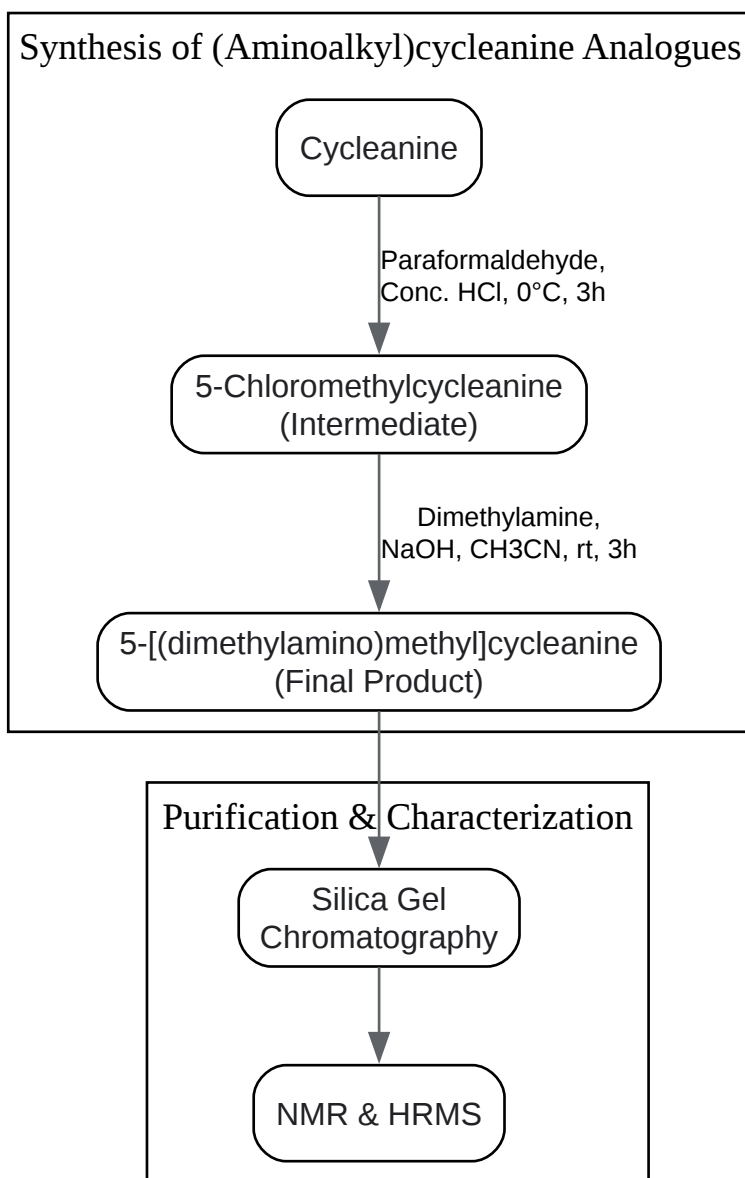 Synthesis of (Aminoalkyl)cycleanine Analogues
Cycleanine
Paraformaldehyde,
Conc. HCl, 0°C, 3h
5-Chloromethylcycleanine
(Intermediate)
Dimethylamine,
NaOH, CH3CN, rt, 3h
5-[(dimethylamino)methyl]cycleanine
(Final Product)
Purification & Characterization
Silica Gel
Chromatography
NMR & HRMS